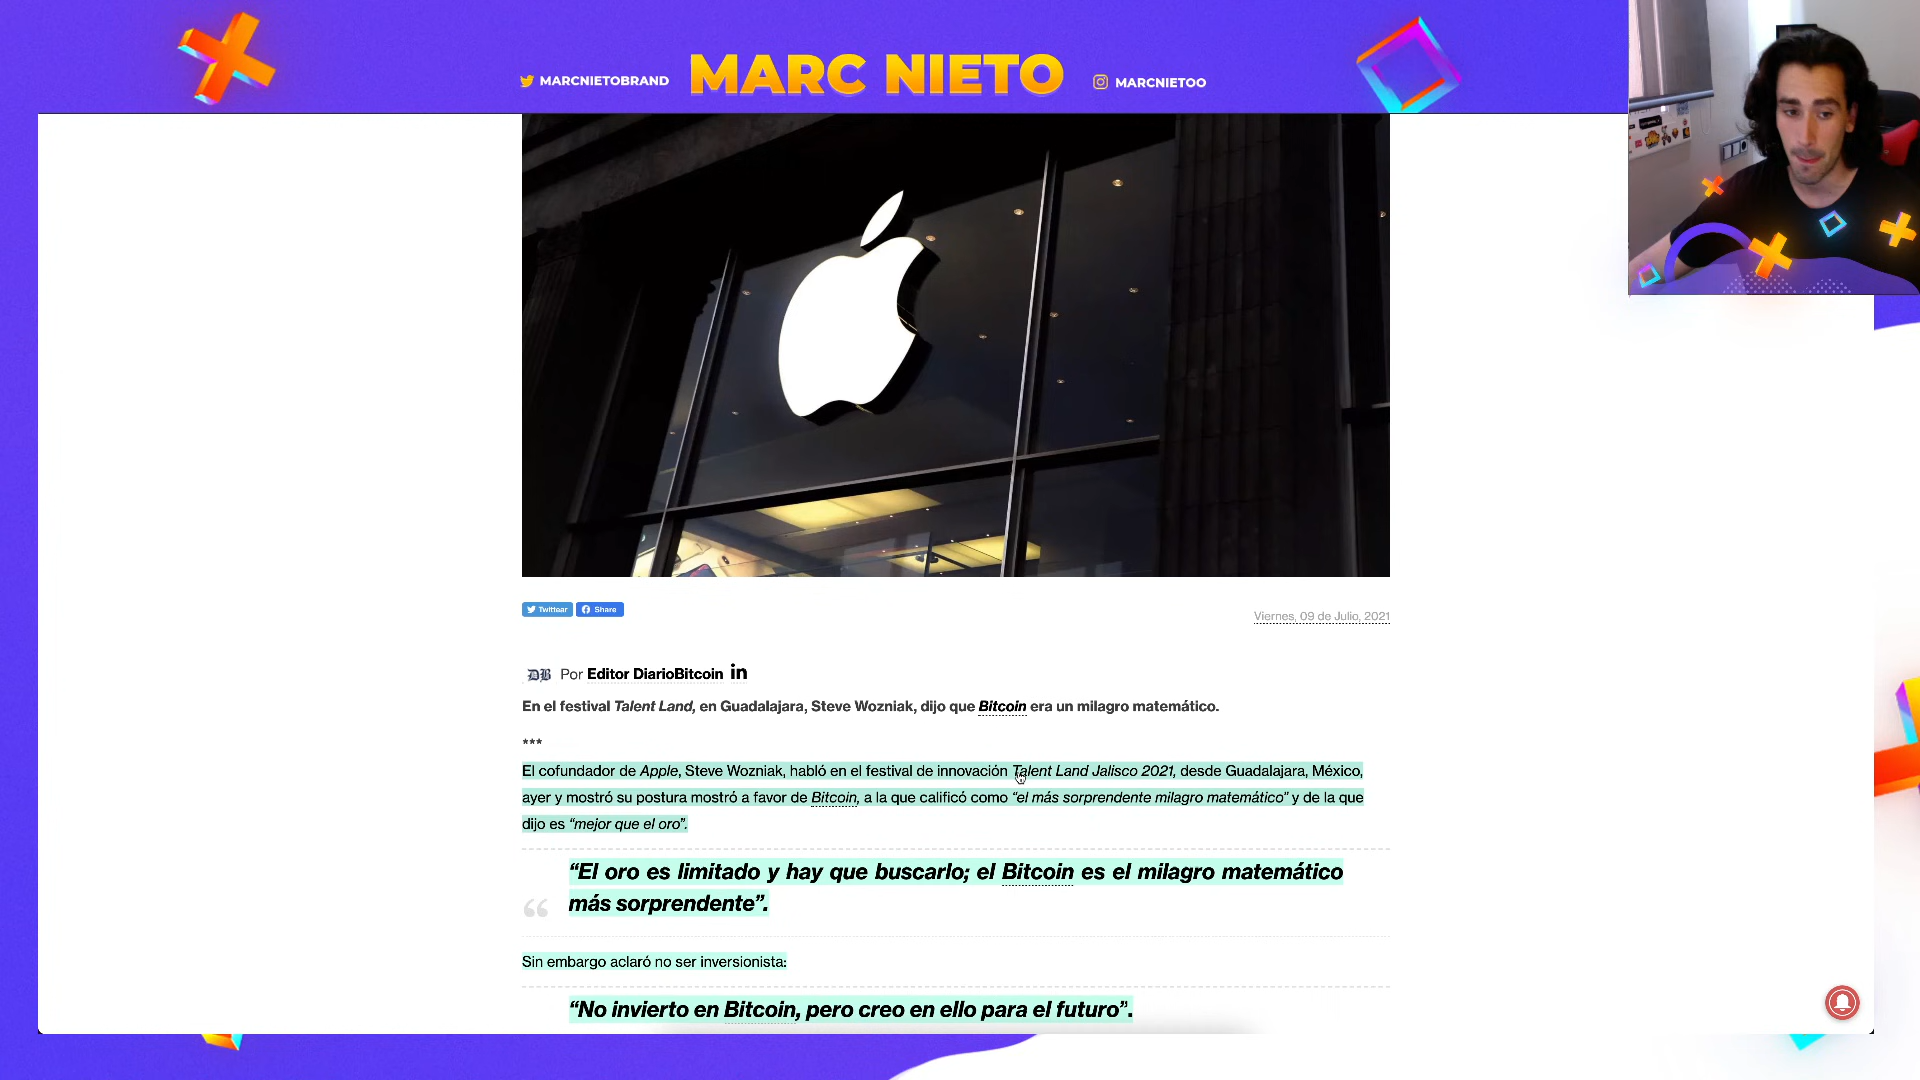 MARCNIETOBRAND MARC NIETO MARCNIETOO
Twittear Share
Viernes, 09 de Julio, 2021
DB Por Editor DiarioBitcoin in
En el festival Talent Land, en Guadalajara, Steve Wozniak, dijo que Bitcoin era un milagro matemático.
***
El cofundador de Apple, Steve Wozniak, habló en el festival de innovación Talent Land Jalisco 2021, desde Guadalajara, México,
ayer y mostró su postura mostró a favor de Bitcoin, a la que calificó como “el más sorprendente milagro matemático” y de la que
dijo es “mejor que el oro”.
“El oro es limitado y hay que buscarlo; el Bitcoin es el milagro matemático
más sorprendente”.
Sin embargo aclaró no ser inversionista:
“No invierto en Bitcoin, pero creo en ello para el futuro”.